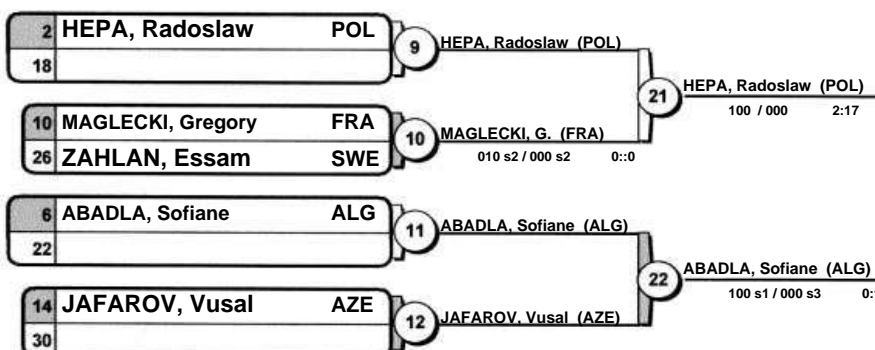 2 HEPA, Radoslaw POL
18
9
HEPA, Radoslaw (POL)
10 MAGLECKI, Gregory FRA
26 ZAHLAN, Essam SWE
10
MAGLECKI, G. (FRA)
010 s2 / 000 s2 0::0
21
HEPA, Radoslaw (POL)
100 / 000 2:17
6 ABADLA, Sofiane ALG
22
11
ABADLA, Sofiane (ALG)
14 JAFAROV, Vusal AZE
30
12
JAFAROV, Vusal (AZE)
22
ABADLA, Sofiane (ALG)
100 s1 / 000 s3